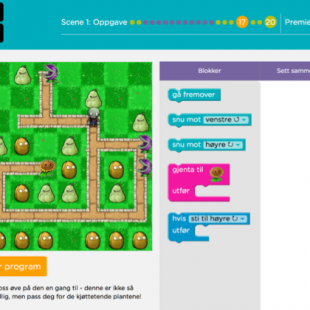 Scene 1: Oppgave
17
20
Premie
Blokker
Sett samm
gå fremover
snu mot venstre
snu mot høyre
gjenta til
utfør
hvis sti til høyre
utfør
r program
oss øve på den en gang til - denne er ikke så
lig, men pass deg for de kjøttetende plantene!